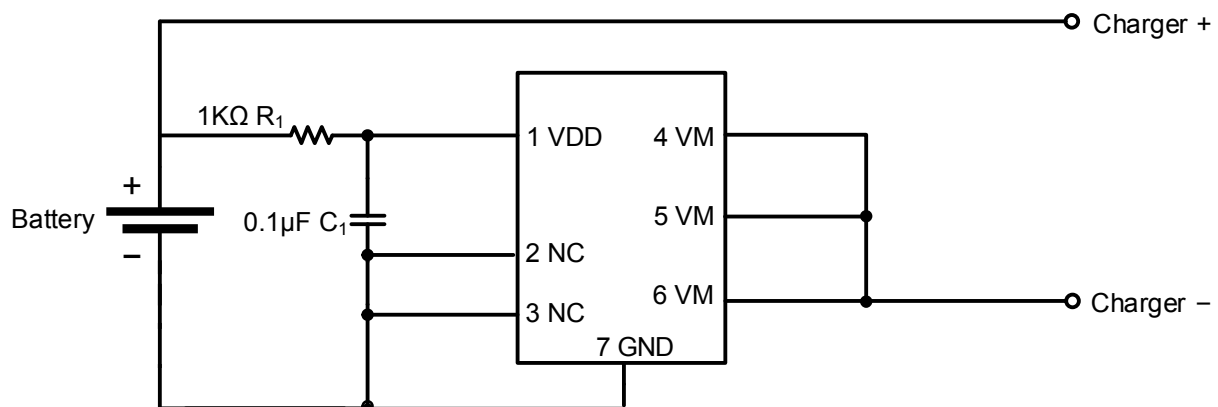 Charger +
1KΩ R₁
1 VDD
4 VM
+
Battery
−
0.1µF C₁
5 VM
2 NC
3 NC
6 VM
Charger −
7 GND